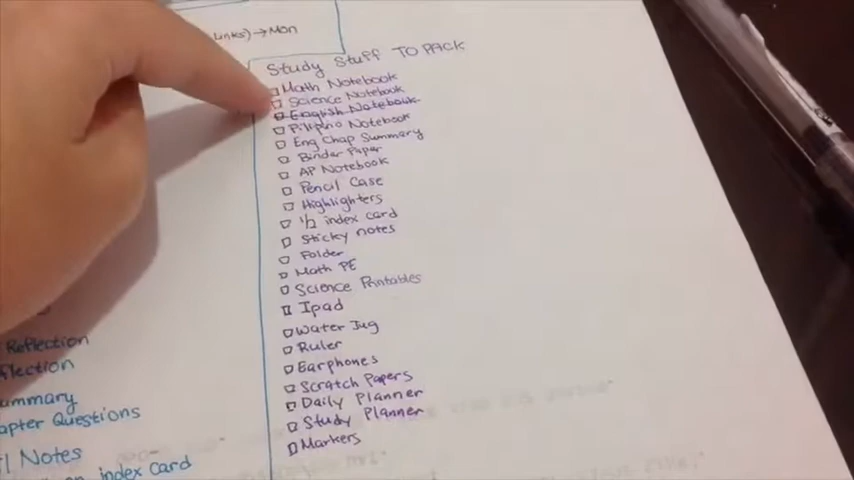 Links) → Mon
Study Stuff TO PACK
Math Notebook
Science Notebook
English Notebook
Filipino Notebook
Eng Chap Summary
Binder Paper
AP Notebook
Pencil Case
Highlighters
1/2 index card
Sticky notes
Folder
Math PE
Science Printables
Ipad
Water Jug
Ruler
Earphones
Scratch Papers
Daily Planner
Study Planner
Markers
Reflection
flection
ummary
apter Questions
Notes
index card